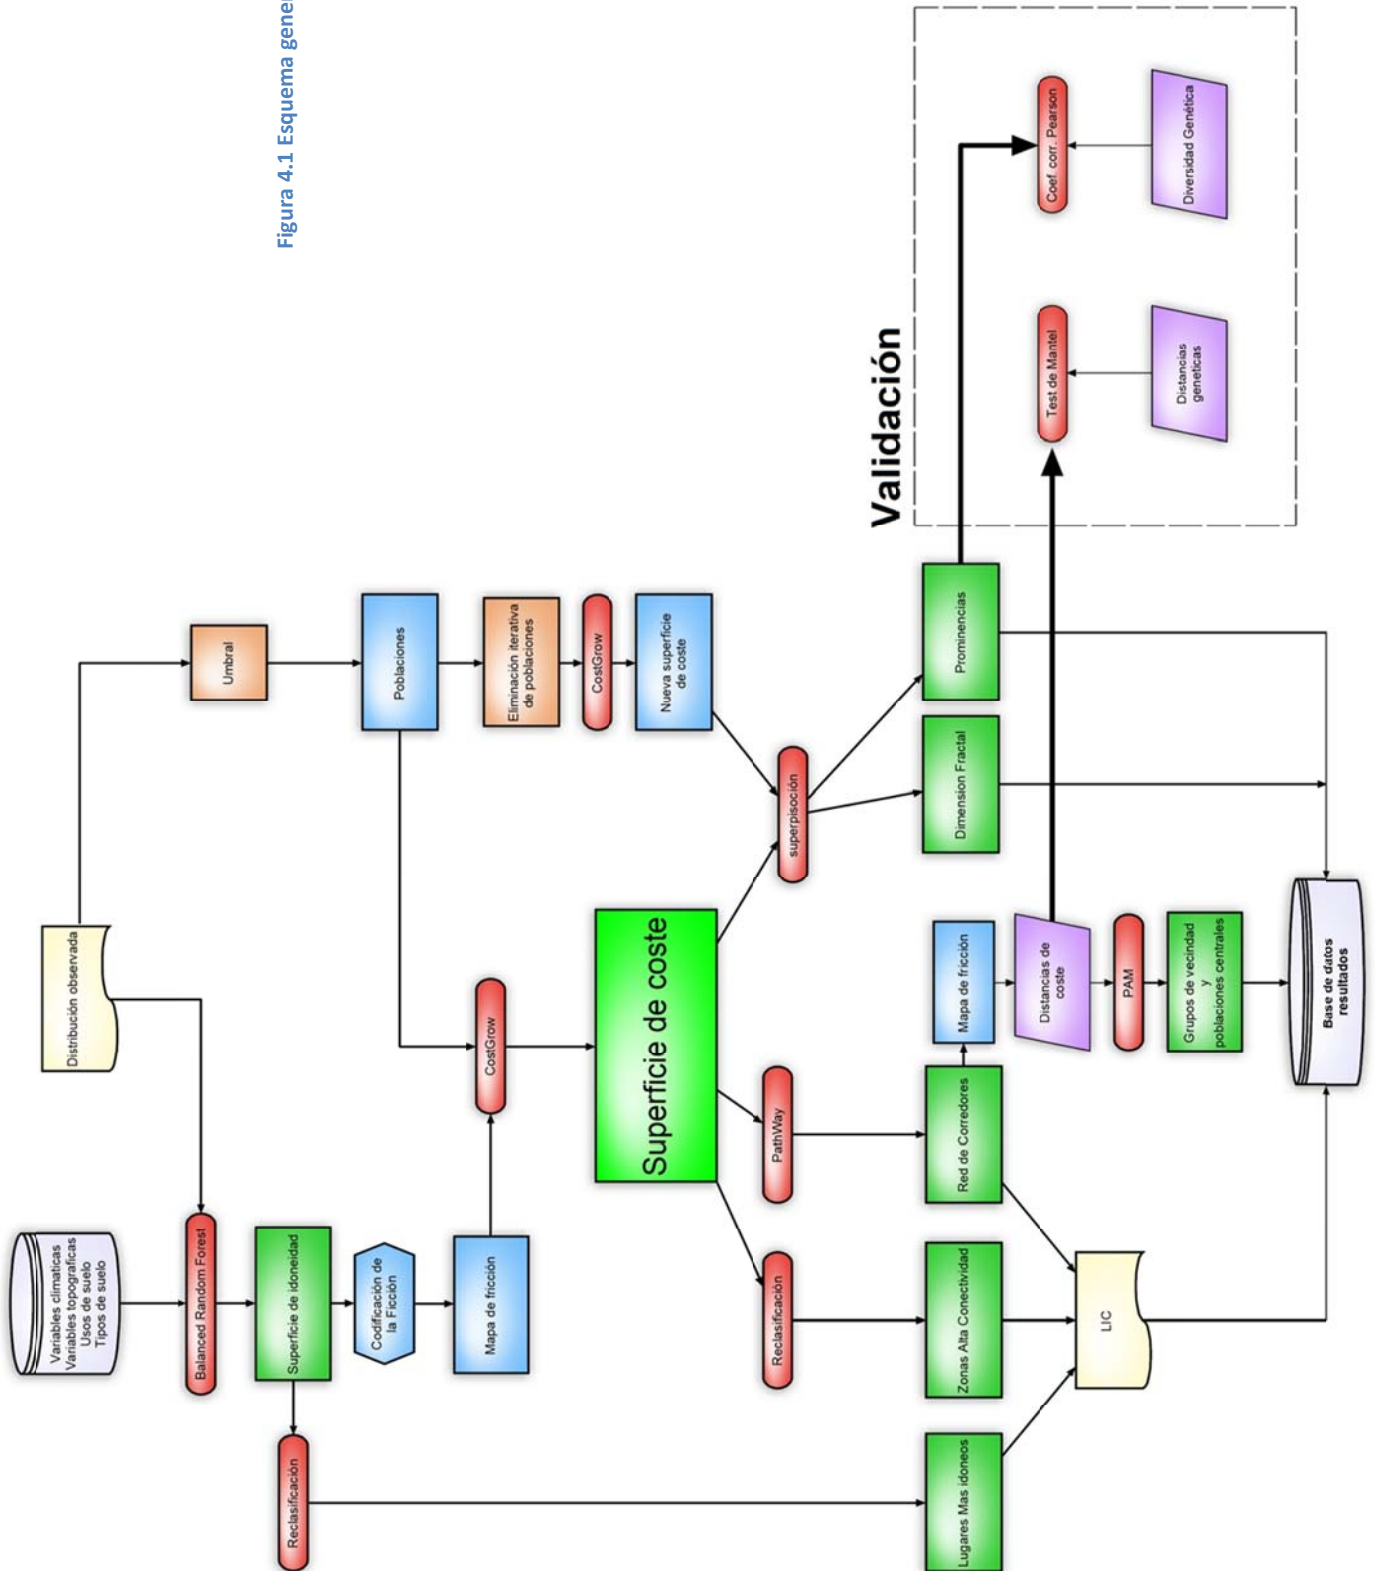 Figura 4.1 Esquema gener
Variables climaticas
Variables topograficas
Usos de suelo
Tipos de suelo
Distribución observada
Balanced Random Forest
Umbral
Reclasificación
Superficie de idoneidad
Codificación de
la Ficción
Mapa de fricción
Poblaciones
Eliminación iterativa
de poblaciones
CostGrow
Nueva superficie
de coste
CostGrow
Superficie de coste
superpisoción
Reclasificación
PathWay
Lugares Mas idoneos
Zonas Alta Conectividad
Red de Corredores
Mapa de fricción
Dimension Fractal
Prominencias
Distancias de
coste
PAM
Grupos de vecindad
y
poblaciones centrales
LIC
Base de datos
resultados
Validación
Test de Mantel
Coef. corr. Pearson
Distancias
geneticas
Diversidad Genética